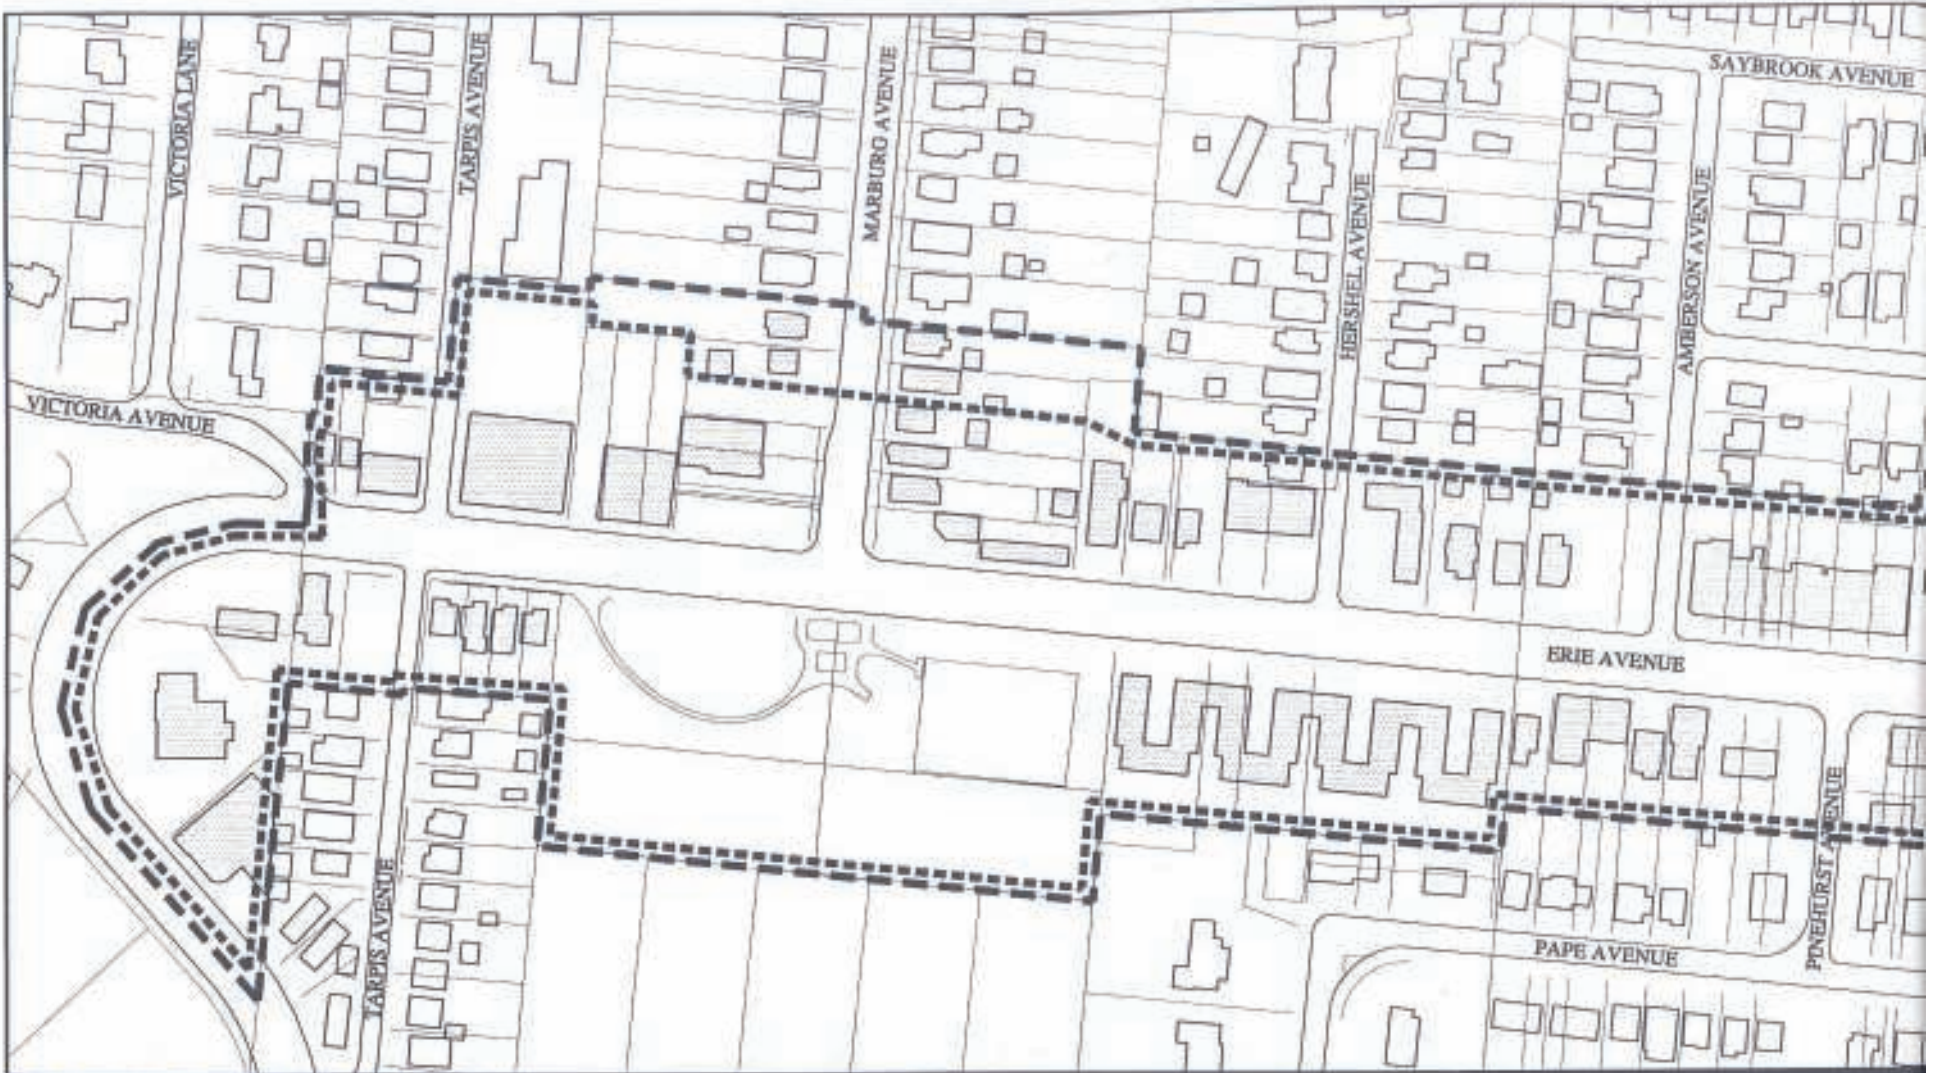 SAYBROOK AVENUE
VICTORIA LANE
TARPIS AVENUE
MARBURG AVENUE
HERSHEL AVENUE
AMBERSON AVENUE
VICTORIA AVENUE
ERIE AVENUE
PINEHURST AVENUE
TARPIS AVENUE
PAPE AVENUE